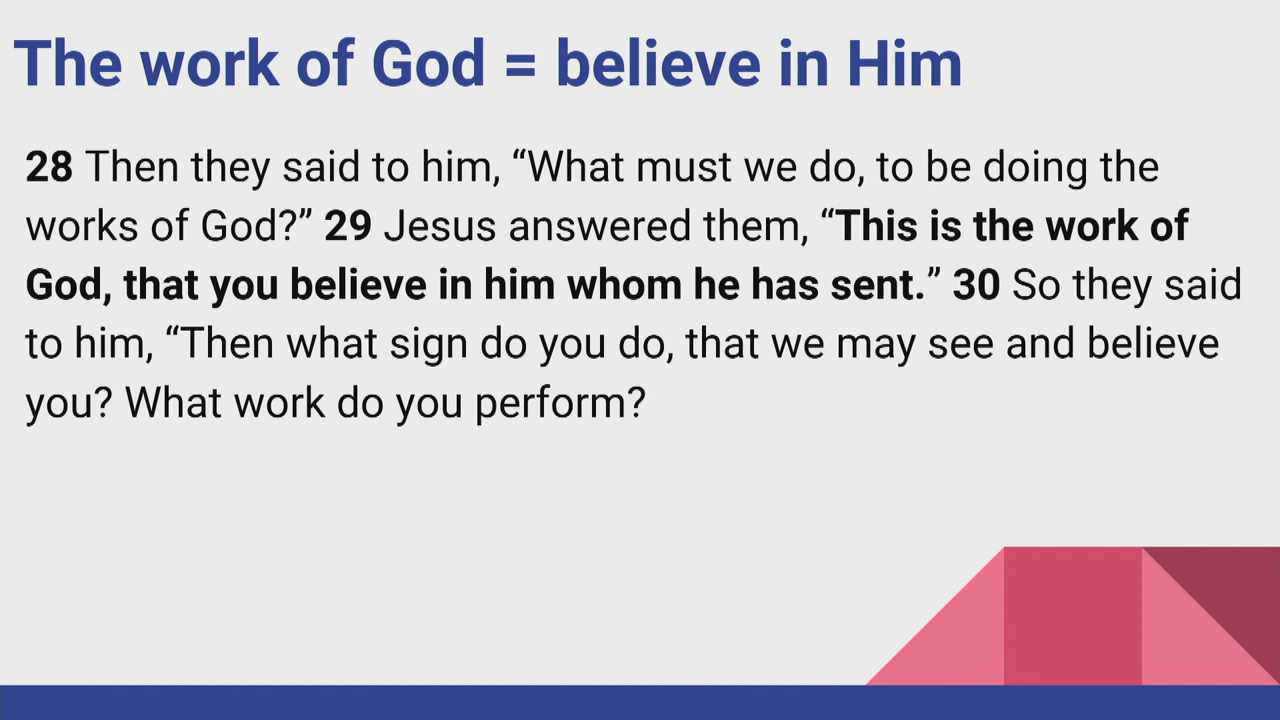 The work of God = believe in Him
28 Then they said to him, “What must we do, to be doing the
works of God?” 29 Jesus answered them, “This is the work of
God, that you believe in him whom he has sent.” 30 So they said
to him, “Then what sign do you do, that we may see and believe
you? What work do you perform?